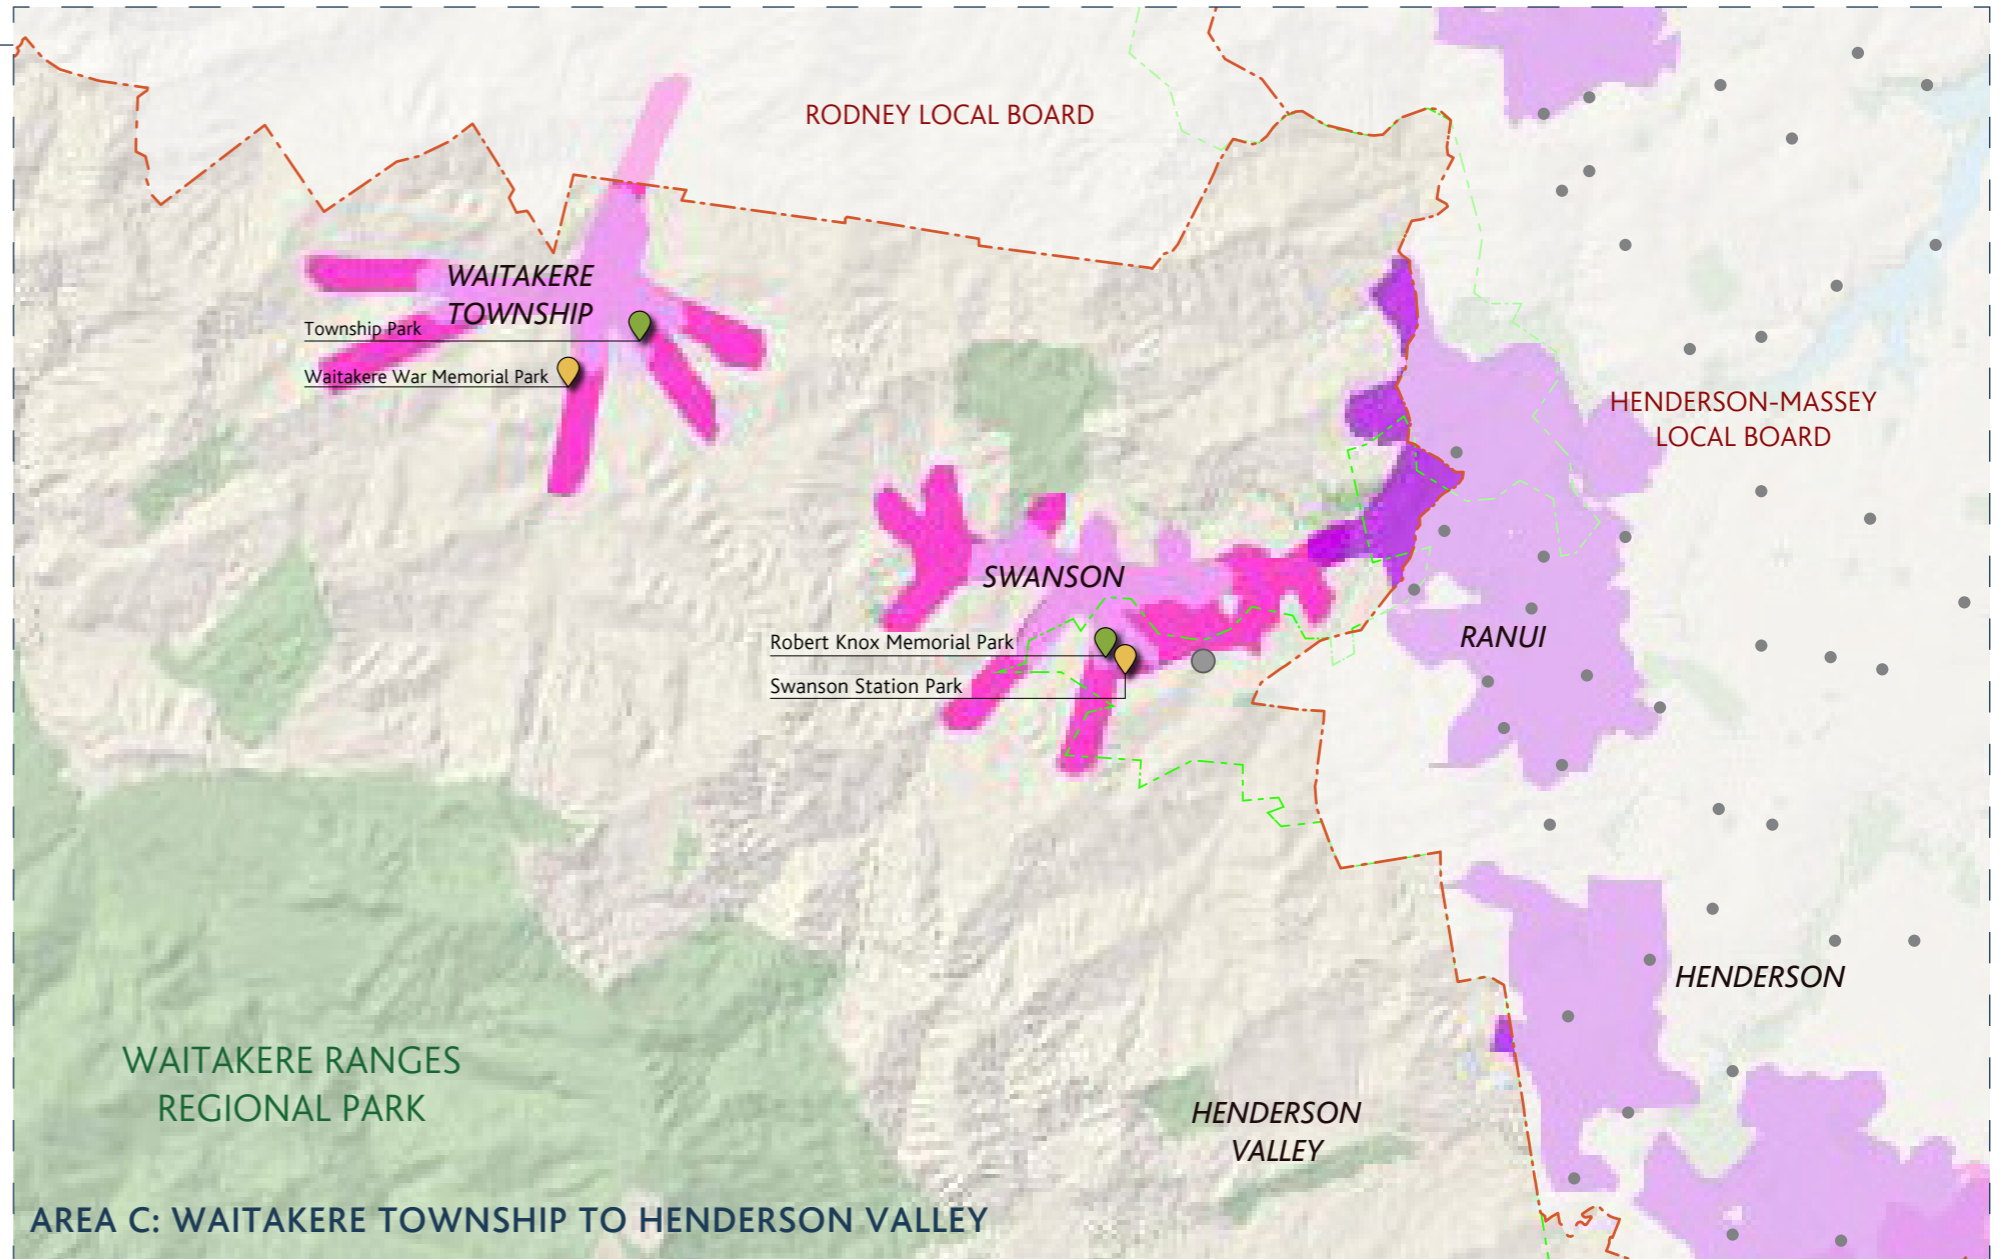 RODNEY LOCAL BOARD
WAITAKERE
TOWNSHIP
Township Park
Waitakere War Memorial Park
HENDERSON-MASSEY
LOCAL BOARD
SWANSON
Robert Knox Memorial Park
RANUI
Swanson Station Park
HENDERSON
WAITAKERE RANGES
REGIONAL PARK
HENDERSON
VALLEY
AREA C: WAITAKERE TOWNSHIP TO HENDERSON VALLEY